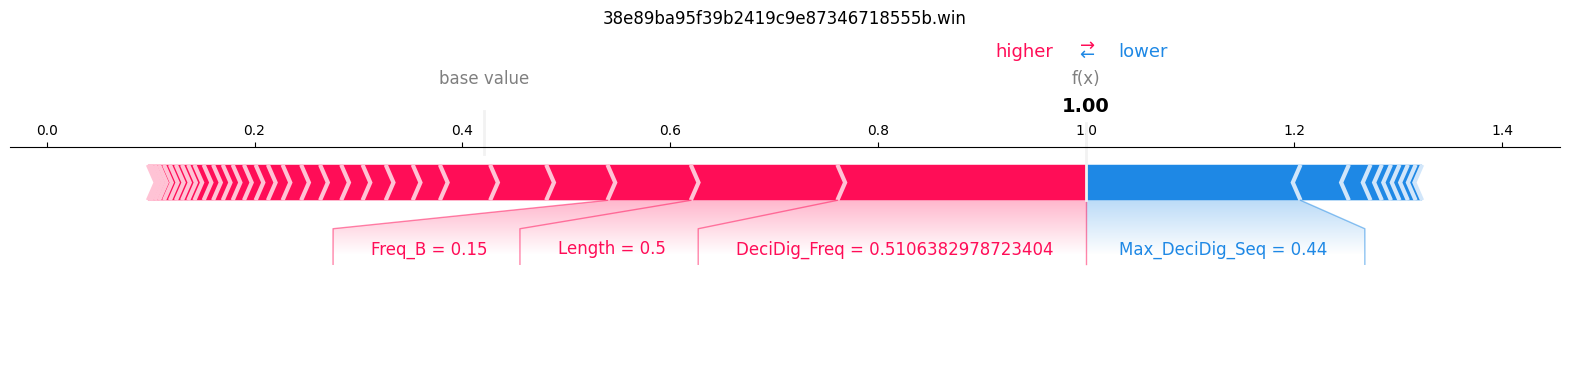 38e89ba95f39b2419c9e87346718555b.win
higher ⇄ lower
base value f(x)
1.00
0.0 0.2 0.4 0.6 0.8 1.0 1.2 1.4
Freq_B = 0.15 Length = 0.5 DeciDig_Freq = 0.5106382978723404 Max_DeciDig_Seq = 0.44